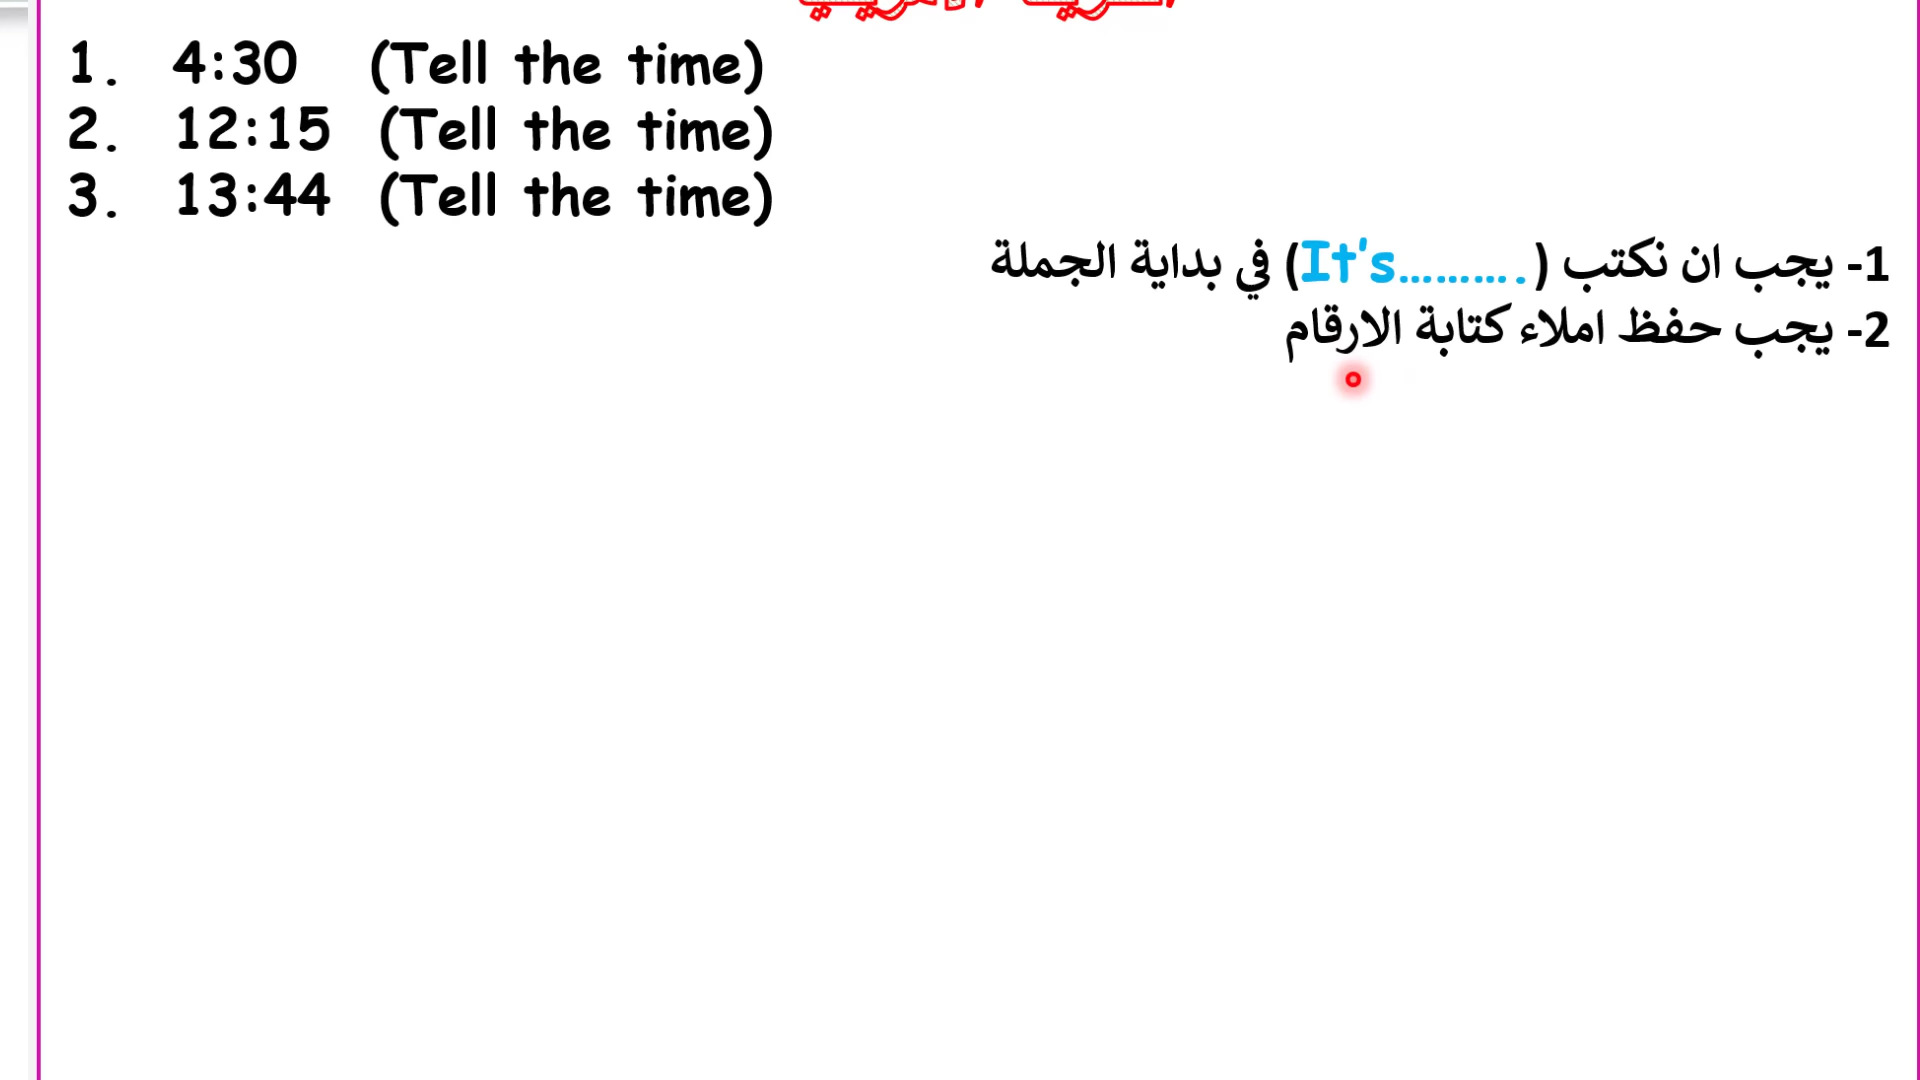 1. 4:30 (Tell the time)
2. 12:15 (Tell the time)
3. 13:44 (Tell the time)
1- يجب ان نكتب (It's……….) في بداية الجملة
2- يجب حفظ املاء كتابة الارقام